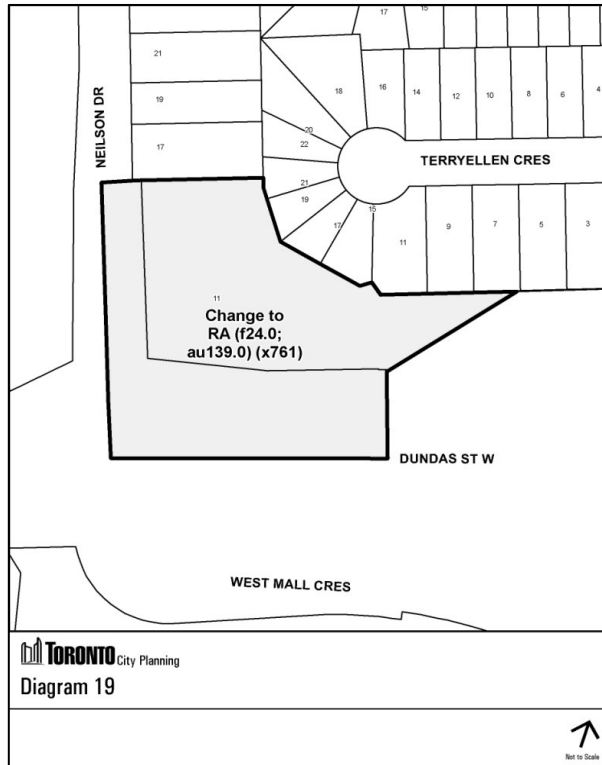 17
15
21
18
16
14
12
10
8
6
4
19
NEILSON DR
20
22
17
TERRYELLEN CRES
21
19
15
17
11
9
7
5
3
11
Change to
RA (f24.0;
au139.0) (x761)
DUNDAS ST W
WEST MALL CRES
TORONTO City Planning
Diagram 19
Not to Scale